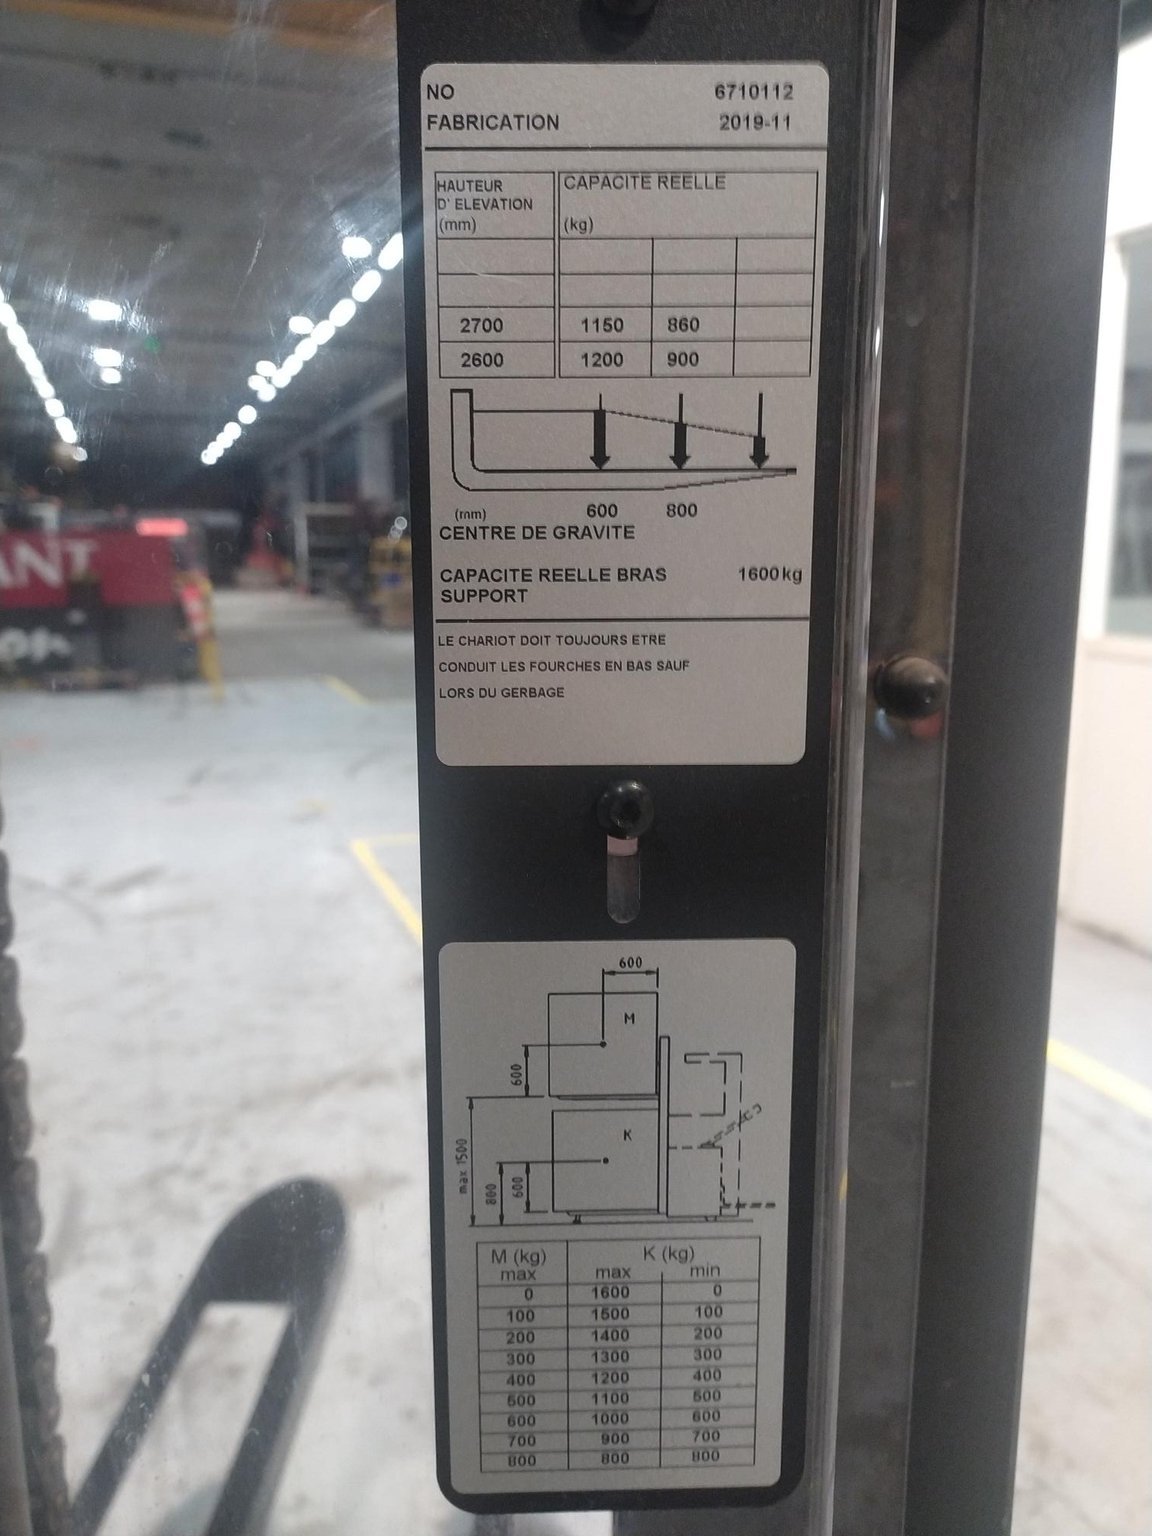 NO 6710112
FABRICATION 2019-11
HAUTEUR CAPACITE REELLE
D' ELEVATION
(mm) (kg)
2700 1150 860
2600 1200 900
(mm) 600 800
CENTRE DE GRAVITE
CAPACITE REELLE BRAS 1600kg
SUPPORT
LE CHARIOT DOIT TOUJOURS ETRE
CONDUIT LES FOURCHES EN BAS SAUF
LORS DU GERBAGE
ANT
600
M
600
K
max 1500
800
600
M (kg) K (kg)
max max min
0 1600 0
100 1500 100
200 1400 200
300 1300 300
400 1200 400
500 1100 500
600 1000 600
700 900 700
800 800 800